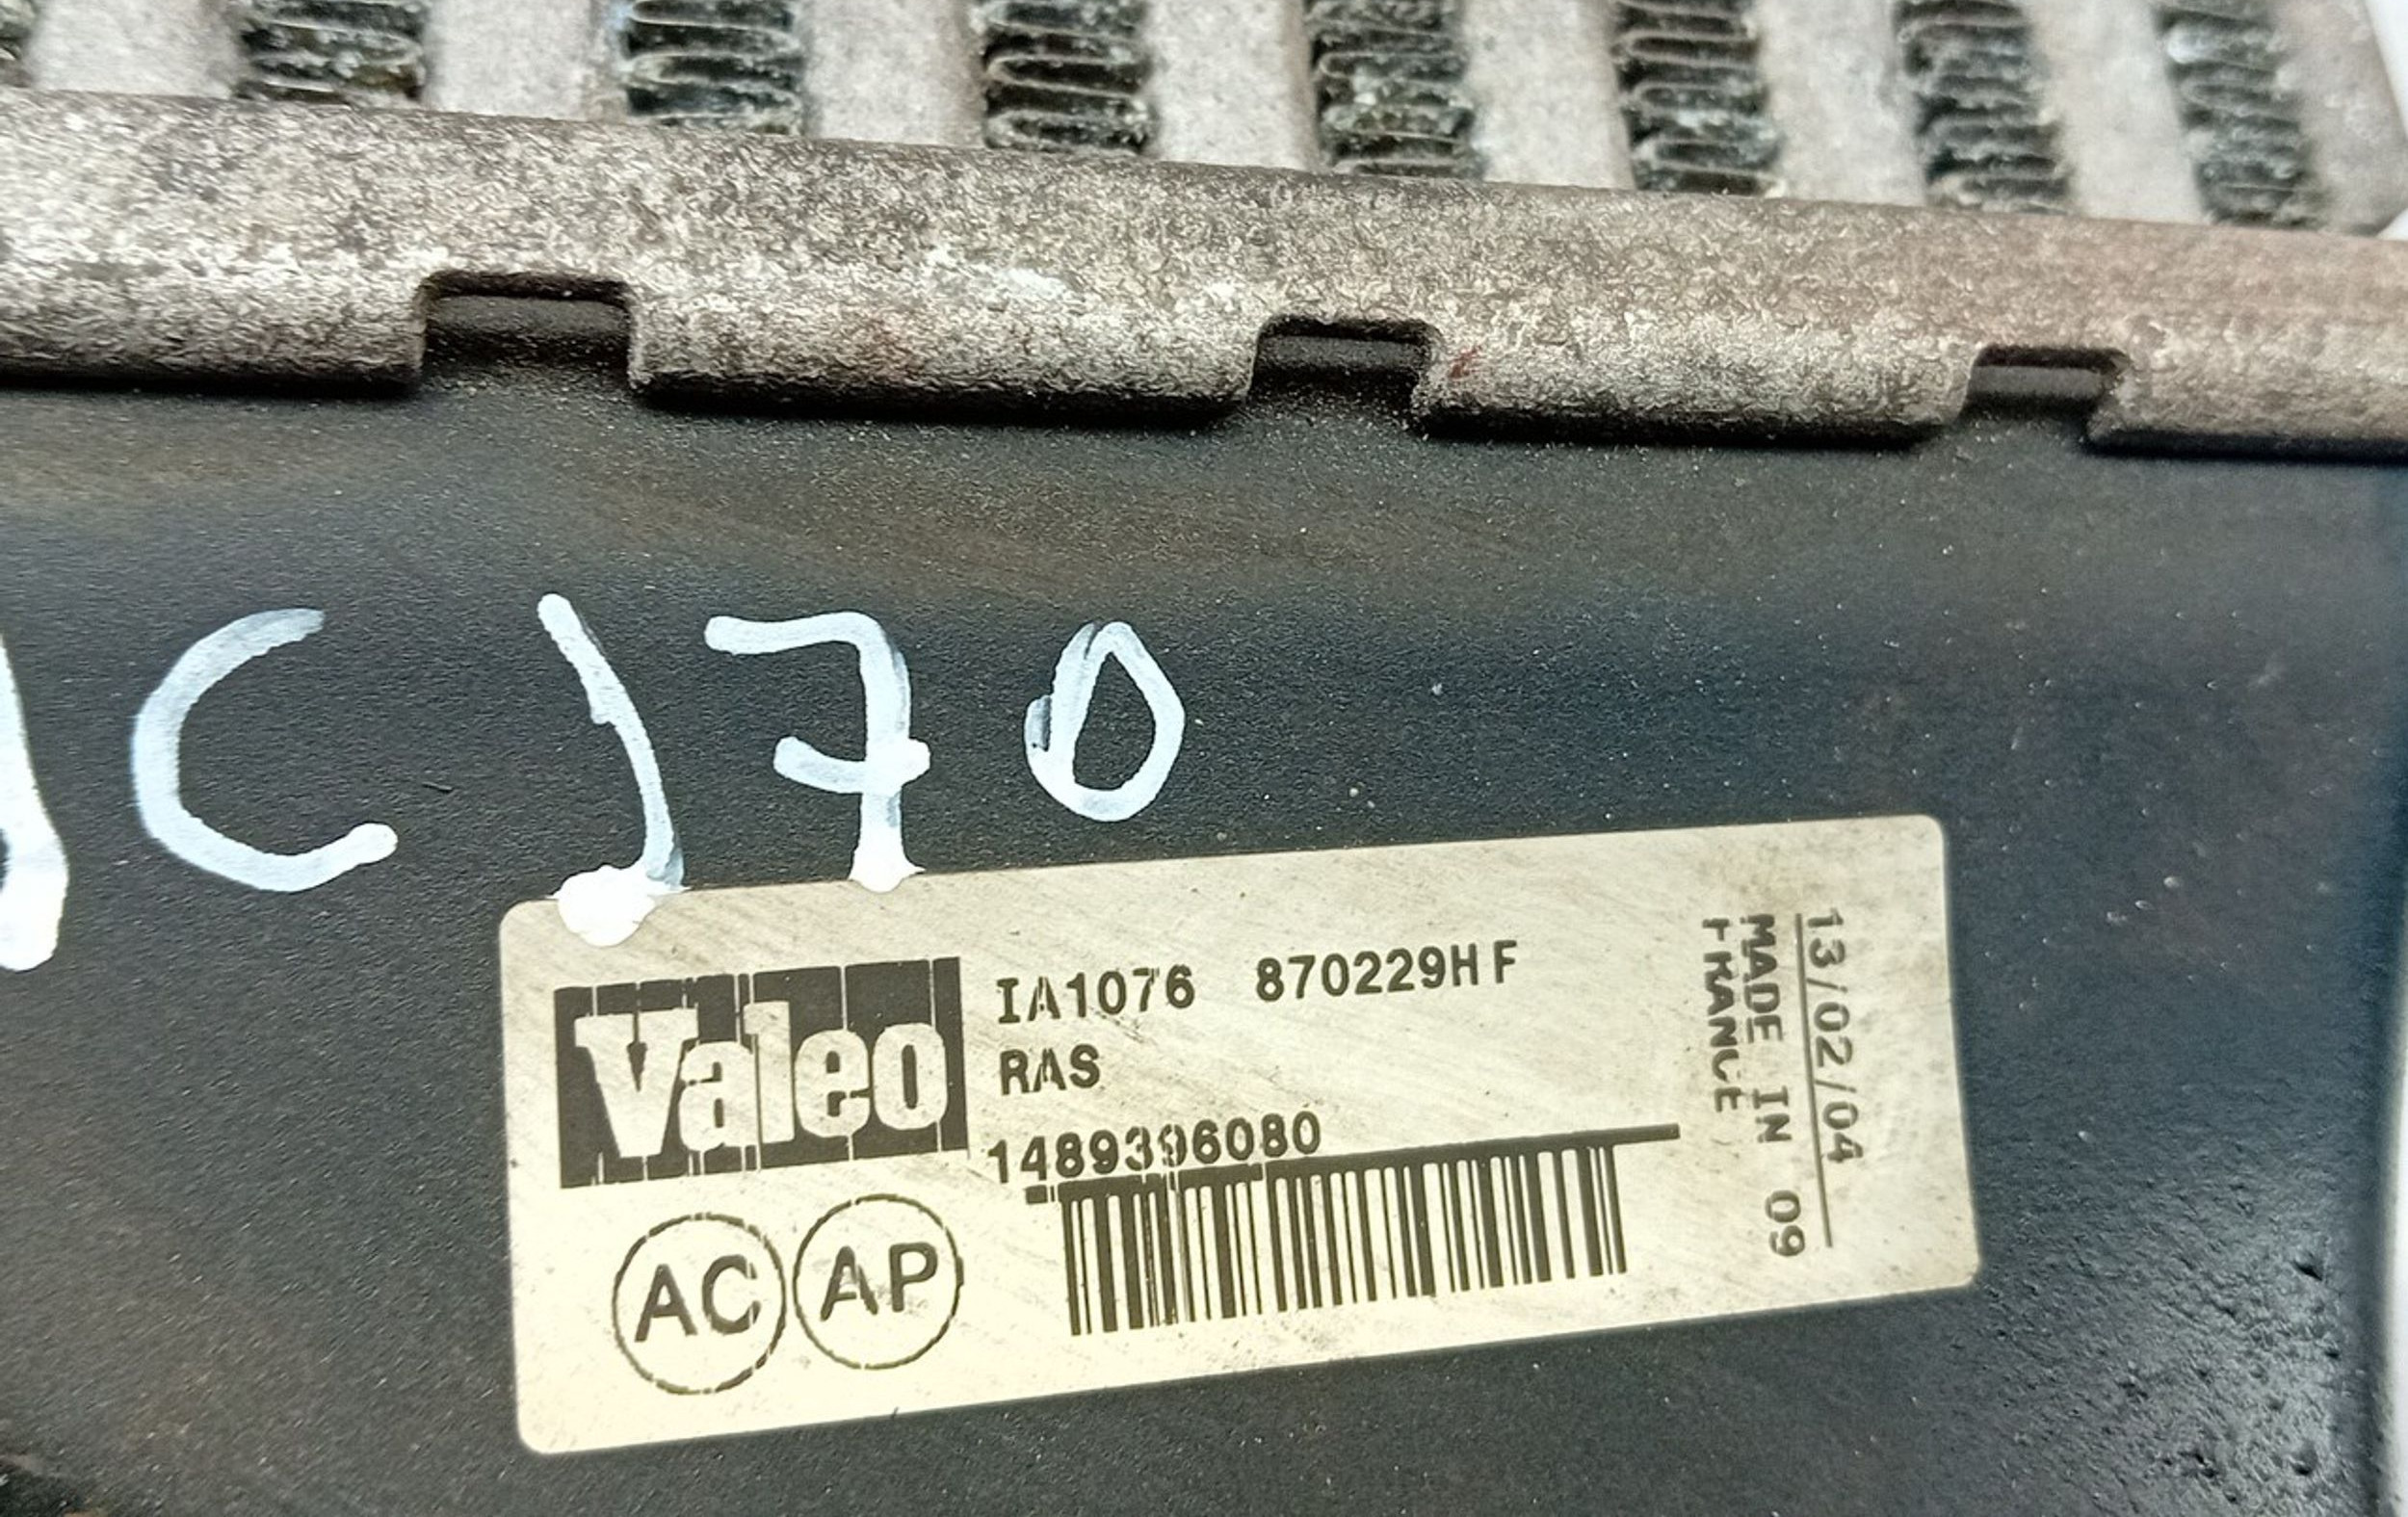 C170
Valeo
IA1076 870229HF
RAS
1489396080
AC AP
13/02/04
MADE IN 09
FRANCE